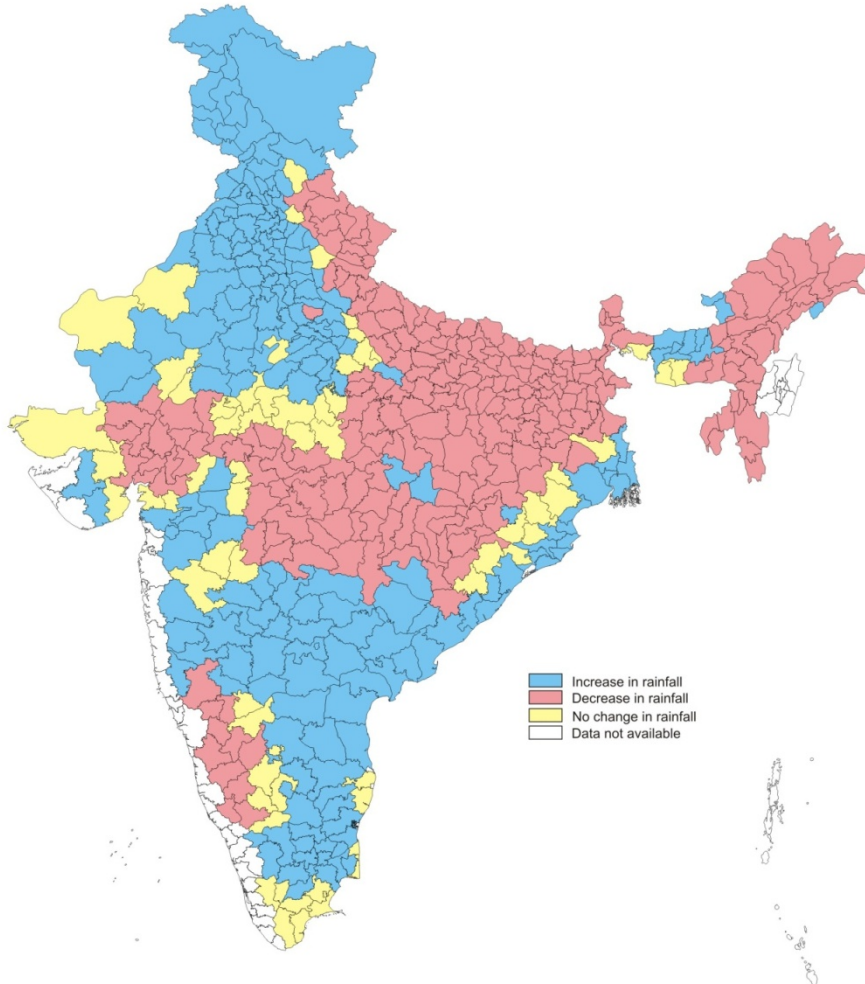 Increase in rainfall
Decrease in rainfall
No change in rainfall
Data not available